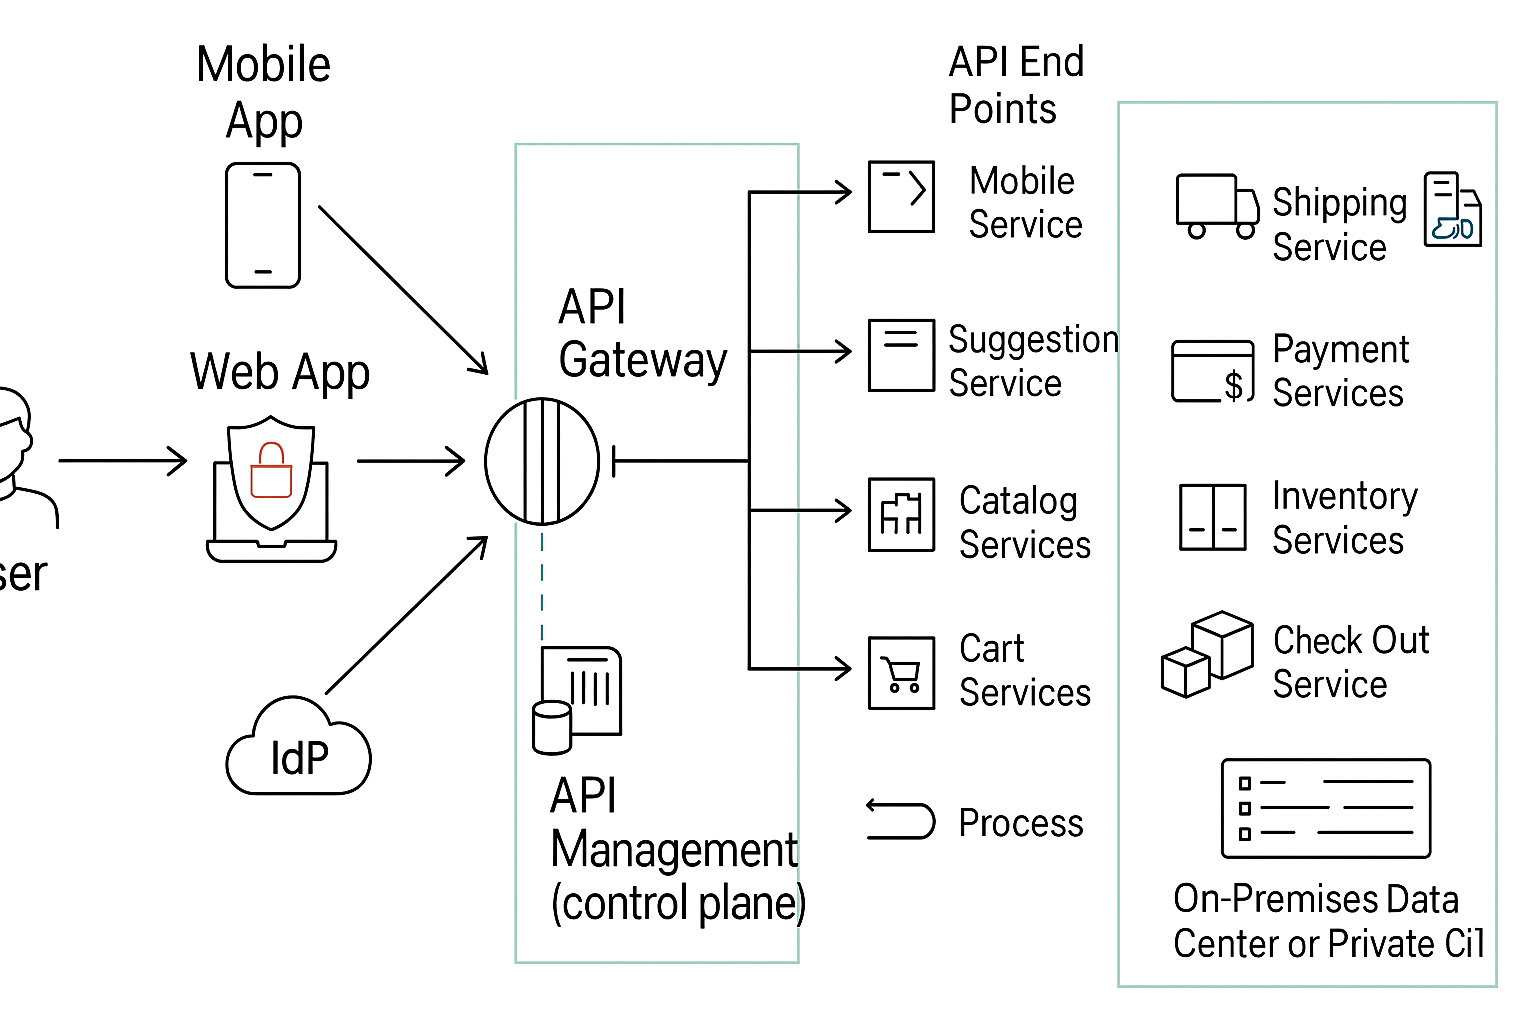 Mobile
App
Web App
ser
IdP
API
Gateway
API
Management
(control plane)
API End
Points
Mobile
Service
Suggestion
Service
Catalog
Services
Cart
Services
Process
Shipping
Service
Payment
Services
$
Inventory
Services
Check Out
Service
On-Premises Data
Center or Private Ci1